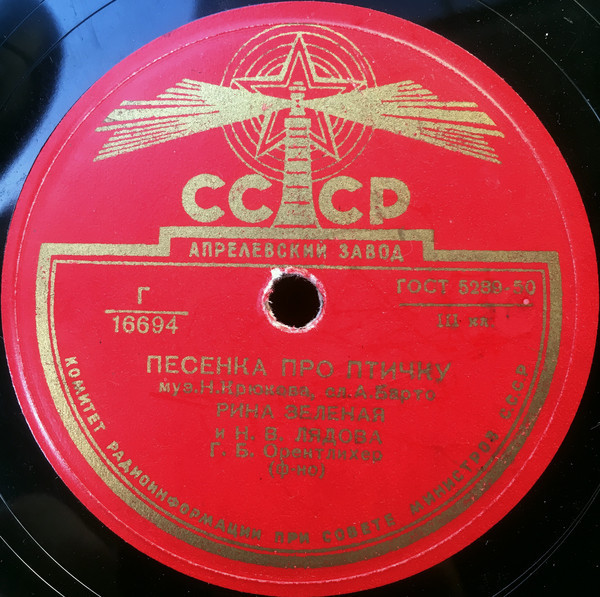 СССР
АПРЕЛЕВСКИЙ ЗАВОД
Г
16694
ГОСТ 5289-50
III кл.
ПЕСЕНКА ПРО ПТИЧКУ
муз. Н. Крюкова, сл. А. Барто
РИНА ЗЕЛЕНАЯ
и Н. В. ЛЯДОВА
Г. Б. Орентлихер
(ф-но)
КОМИТЕТ РАДИОИНФОРМАЦИИ ПРИ СОВЕТЕ МИНИСТРОВ СССР